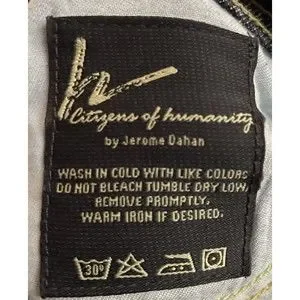 Citizens of humanity
by Jerome Dahan
WASH IN COLD WITH LIKE COLORS
DO NOT BLEACH TUMBLE DRY LOW
REMOVE PROMPTLY.
WARM IRON IF DESIRED.
30°